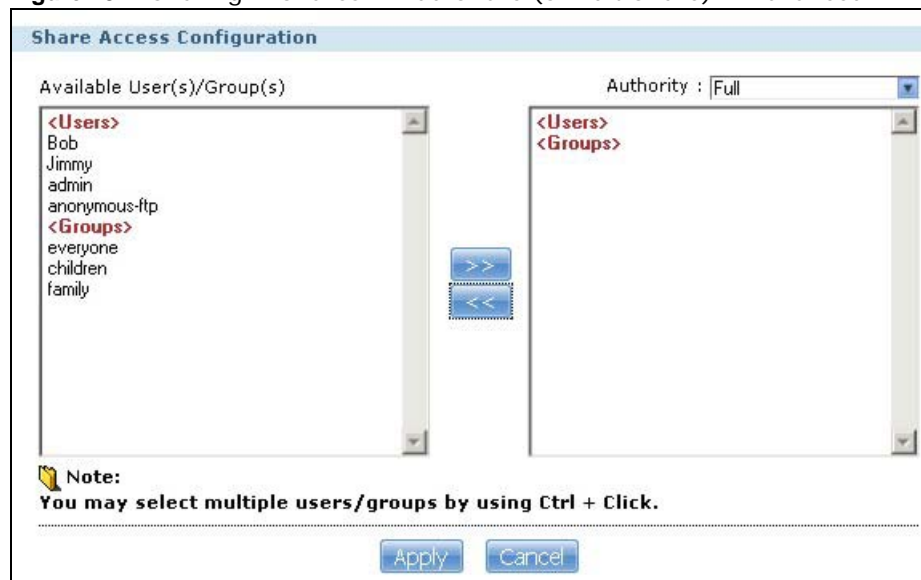 Share Access Configuration
Available User(s)/Group(s)
Authority : Full
<Users>
Bob
Jimmy
admin
anonymous-ftp
<Groups>
everyone
children
family
>>
<<
<Users>
<Groups>
Note:
You may select multiple users/groups by using Ctrl + Click.
Apply
Cancel